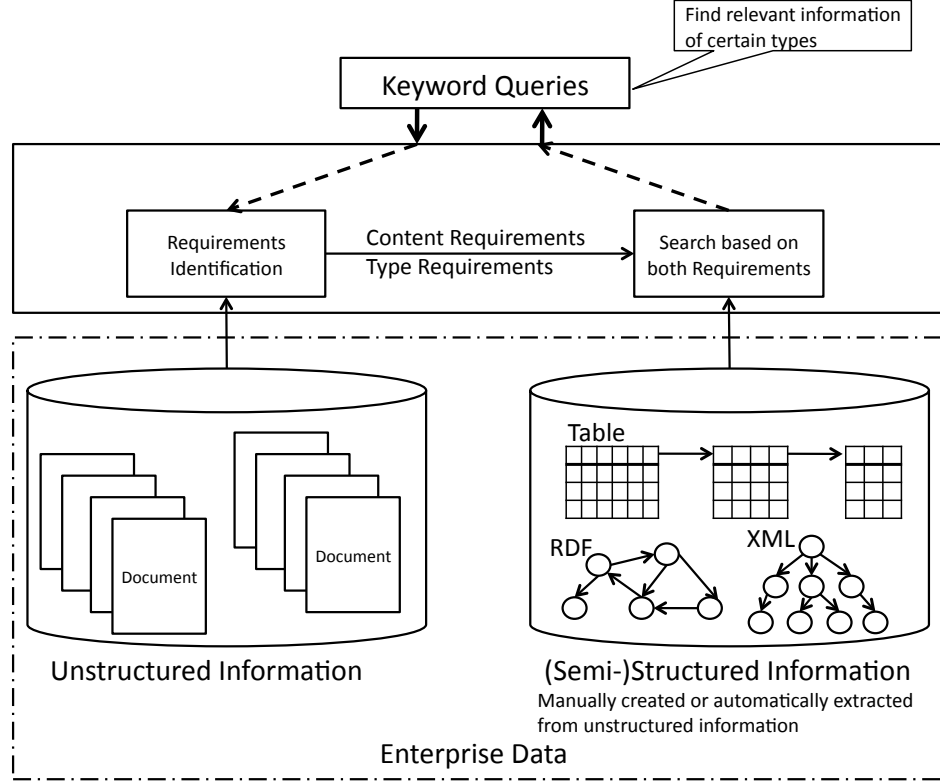 Find relevant information
of certain types
Keyword Queries
Requirements
Identification
Content Requirements
Type Requirements
Search based on
both Requirements
Document
Document
Unstructured Information
Table
RDF
XML
(Semi-)Structured Information
Manually created or automatically extracted
from unstructured information
Enterprise Data